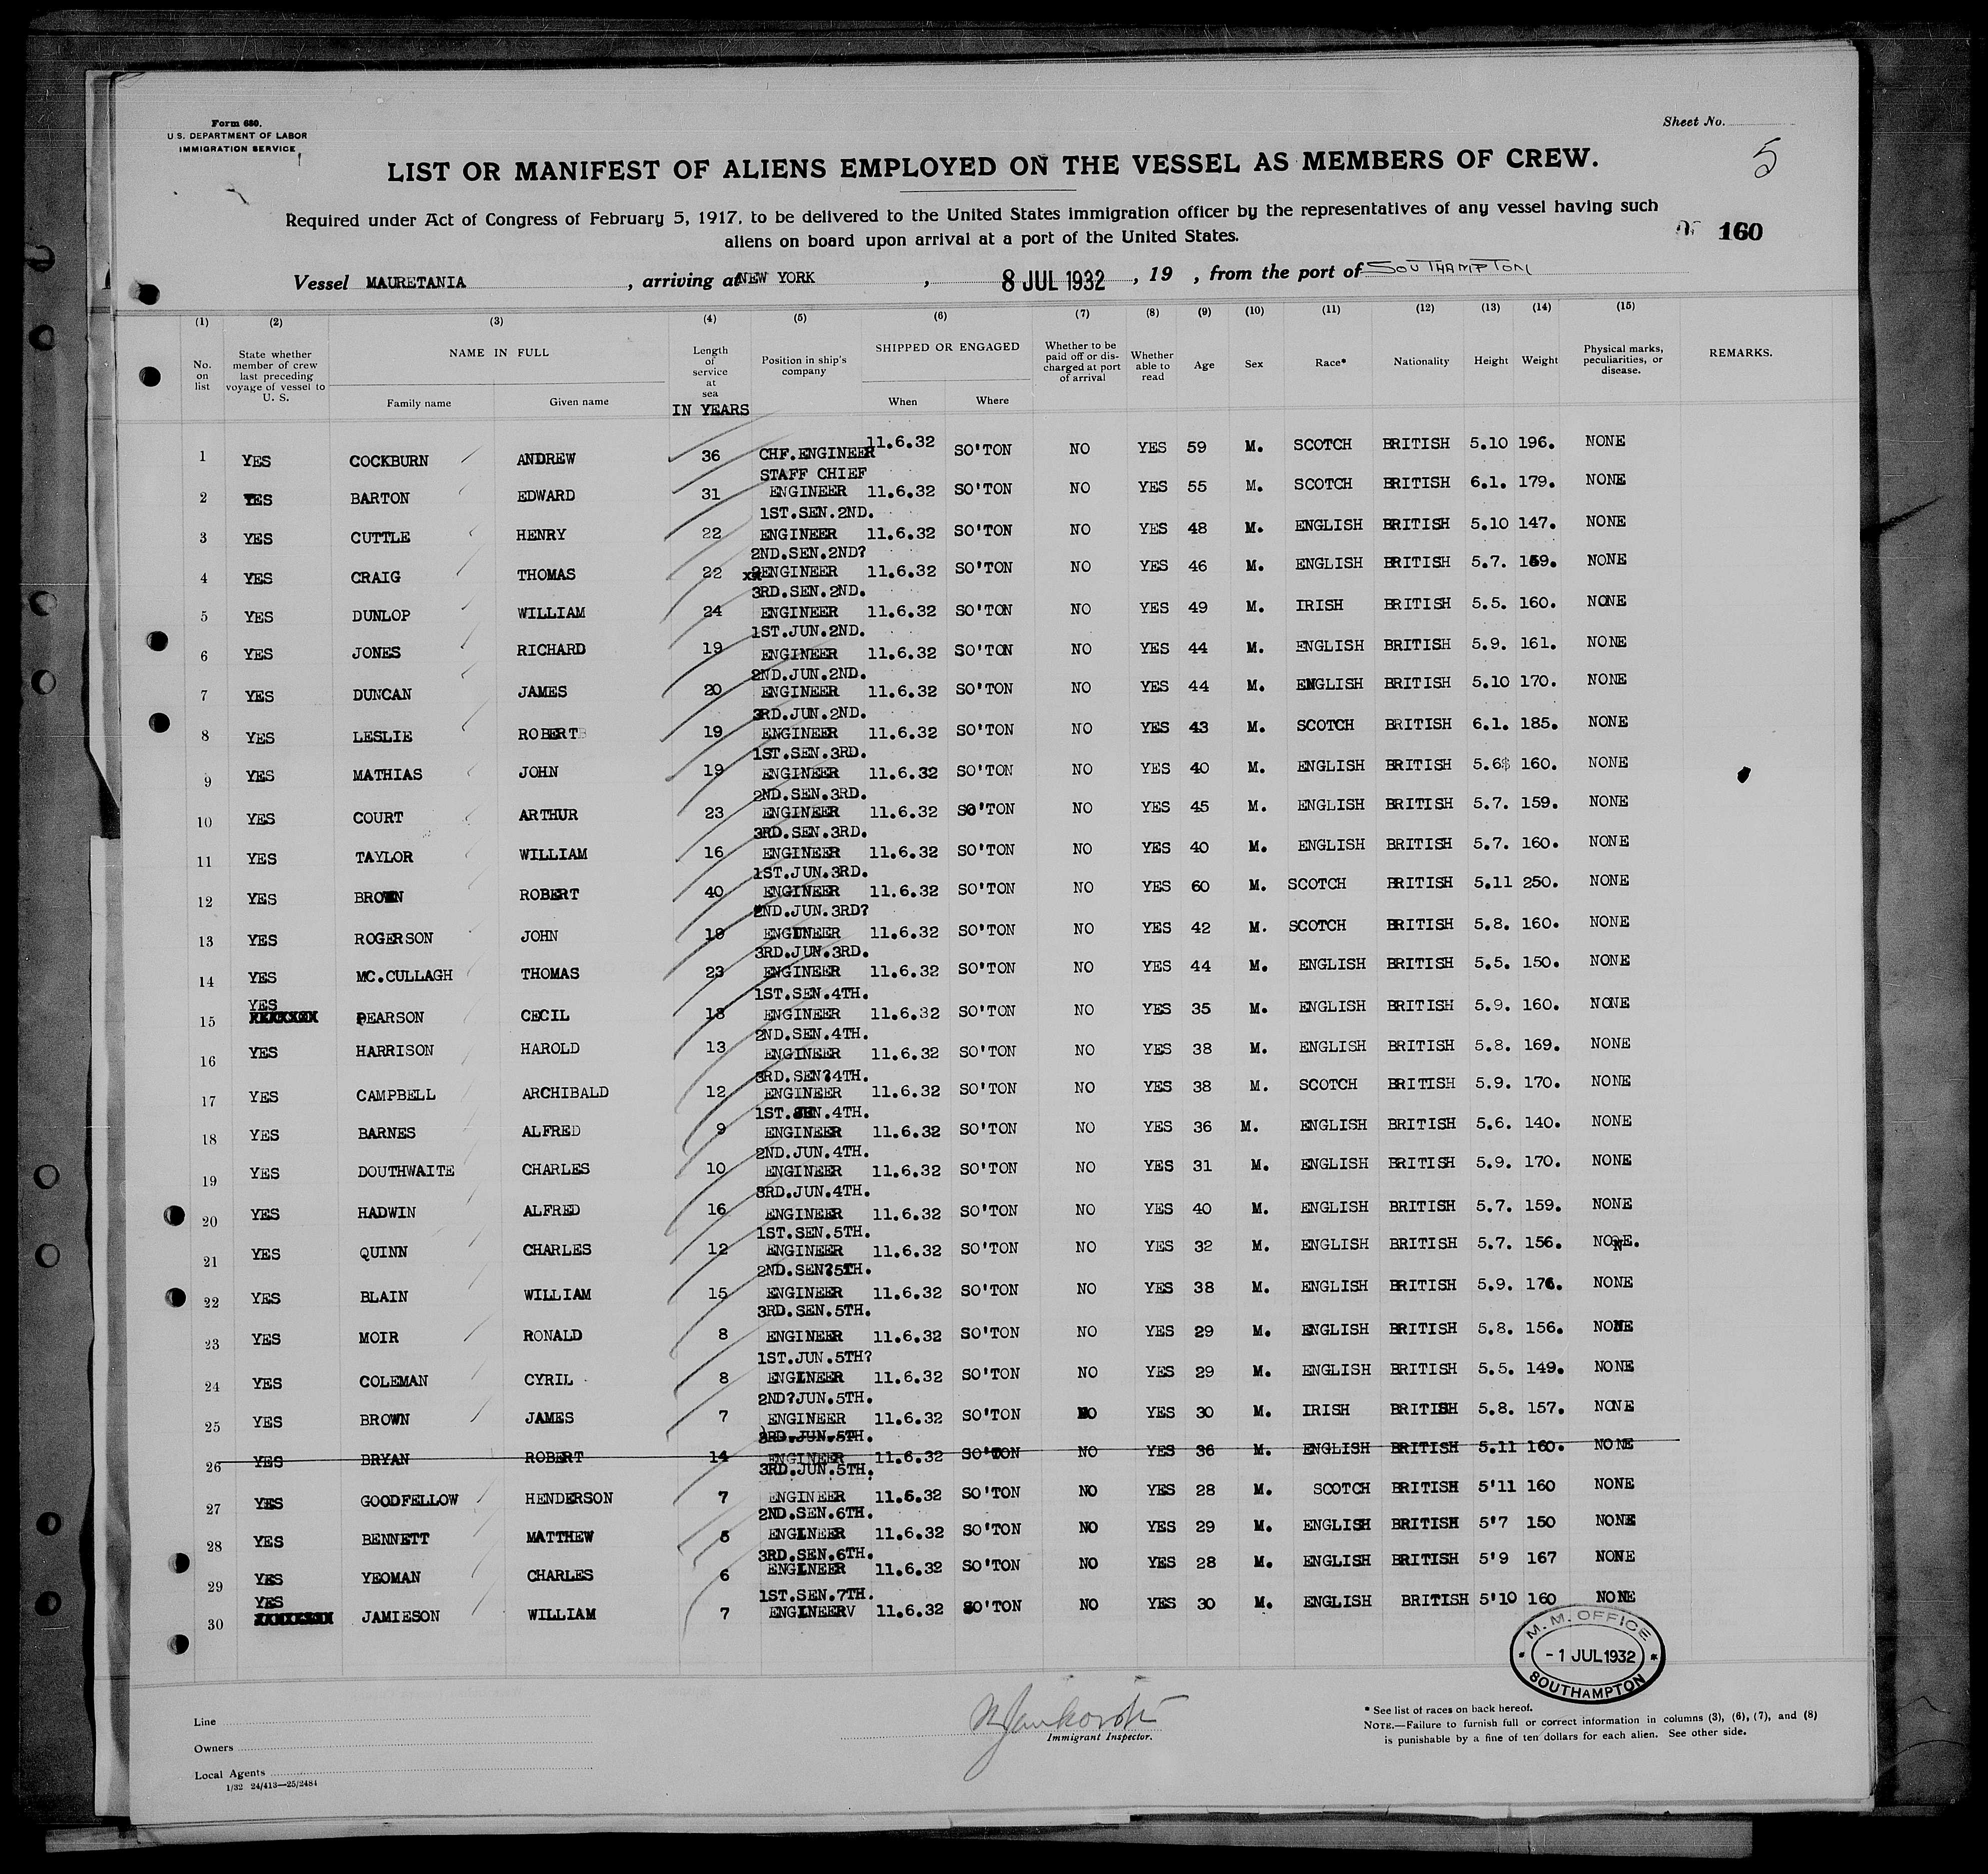 Form 680.
U.S. DEPARTMENT OF LABOR
IMMIGRATION SERVICE
Sheet No.
5
LIST OR MANIFEST OF ALIENS EMPLOYED ON THE VESSEL AS MEMBERS OF CREW.
Required under Act of Congress of February 5, 1917, to be delivered to the United States immigration officer by the representatives of any vessel having such
aliens on board upon arrival at a port of the United States.
160
Vessel MAURETANIA , arriving at NEW YORK , 8 JUL 1932 , 19 , from the port of SOUTHAMPTON
(1) (2) (3) (4) (5) (6) (7) (8) (9) (10) (11) (12) (13) (14) (15)
No. on list State whether member of crew last preceding voyage of vessel to U. S. NAME IN FULL Family name Given name Length of service at sea IN YEARS Position in ship's company SHIPPED OR ENGAGED When Where Whether to be paid off or discharged at port of arrival Whether able to read Age Sex Race* Nationality Height Weight Physical marks, peculiarities, or disease. REMARKS.
1 YES COCKBURN ANDREW 36 CHF.ENGINEER 11.6.32 SO'TON NO YES 59 M. SCOTCH BRITISH 5.10 196. NONE
2 YES BARTON EDWARD 31 STAFF CHIEF ENGINEER 11.6.32 SO'TON NO YES 55 M. SCOTCH BRITISH 6.1. 179. NONE
3 YES CUTTLE HENRY 22 1ST.SEN.2ND. ENGINEER 11.6.32 SO'TON NO YES 48 M. ENGLISH BRITISH 5.10 147. NONE
4 YES CRAIG THOMAS 22 2ND.SEN.2ND? ENGINEER 11.6.32 SO'TON NO YES 46 M. ENGLISH BRITISH 5.7. 159. NONE
5 YES DUNLOP WILLIAM 24 3RD.SEN.2ND. ENGINEER 11.6.32 SO'TON NO YES 49 M. IRISH BRITISH 5.5. 160. NONE
6 YES JONES RICHARD 19 1ST.JUN.2ND. ENGINEER 11.6.32 SO'TON NO YES 44 M. ENGLISH BRITISH 5.9. 161. NONE
7 YES DUNCAN JAMES 20 2ND.JUN.2ND. ENGINEER 11.6.32 SO'TON NO YES 44 M. ENGLISH BRITISH 5.10 170. NONE
8 YES LESLIE ROBERT 19 3RD.JUN.2ND. ENGINEER 11.6.32 SO'TON NO YES 43 M. SCOTCH BRITISH 6.1. 185. NONE
9 YES MATHIAS JOHN 19 1ST.SEN.3RD. ENGINEER 11.6.32 SO'TON NO YES 40 M. ENGLISH BRITISH 5.6$ 160. NONE
10 YES COURT ARTHUR 23 2ND.SEN.3RD. ENGINEER 11.6.32 SO'TON NO YES 45 M. ENGLISH BRITISH 5.7. 159. NONE
11 YES TAYLOR WILLIAM 16 3RD.SEN.3RD. ENGINEER 11.6.32 SO'TON NO YES 40 M. ENGLISH BRITISH 5.7. 160. NONE
12 YES BROWN ROBERT 40 1ST.JUN.3RD. ENGINEER 11.6.32 SO'TON NO YES 60 M. SCOTCH BRITISH 5.11 250. NONE
13 YES ROGERSON JOHN 2ND.JUN.3RD? ENGINEER 11.6.32 SO'TON NO YES 42 M. SCOTCH BRITISH 5.8. 160. NONE
14 YES MC.CULLAGH THOMAS 23 3RD.JUN.3RD. ENGINEER 11.6.32 SO'TON NO YES 44 M. ENGLISH BRITISH 5.5. 150. NONE
15 YES PEARSON CECIL 18 1ST.SEN.4TH. ENGINEER 11.6.32 SO'TON NO YES 35 M. ENGLISH BRITISH 5.9. 160. NONE
16 YES HARRISON HAROLD 13 2ND.SEN.4TH. ENGINEER 11.6.32 SO'TON NO YES 38 M. ENGLISH BRITISH 5.8. 169. NONE
17 YES CAMPBELL ARCHIBALD 12 3RD.SEN?4TH. ENGINEER 11.6.32 SO'TON NO YES 38 M. SCOTCH BRITISH 5.9. 170. NONE
18 YES BARNES ALFRED 9 1ST.JUN.4TH. ENGINEER 11.6.32 SO'TON NO YES 36 M. ENGLISH BRITISH 5.6. 140. NONE
19 YES DOUTHWAITE CHARLES 10 2ND.JUN.4TH. ENGINEER 11.6.32 SO'TON NO YES 31 M. ENGLISH BRITISH 5.9. 170. NONE
20 YES HADWIN ALFRED 16 3RD.JUN.4TH. ENGINEER 11.6.32 SO'TON NO YES 40 M. ENGLISH BRITISH 5.7. 159. NONE
21 YES QUINN CHARLES 12 1ST.SEN.5TH. ENGINEER 11.6.32 SO'TON NO YES 32 M. ENGLISH BRITISH 5.7. 156. NONE.
22 YES BLAIN WILLIAM 15 2ND.SEN?5TH. ENGINEER 11.6.32 SO'TON NO YES 38 M. ENGLISH BRITISH 5.9. 176. NONE
23 YES MOIR RONALD 8 3RD.SEN.5TH. ENGINEER 11.6.32 SO'TON NO YES 29 M. ENGLISH BRITISH 5.8. 156. NONE
24 YES COLEMAN CYRIL 8 1ST.JUN.5TH? ENGINEER 11.6.32 SO'TON NO YES 29 M. ENGLISH BRITISH 5.5. 149. NONE
25 YES BROWN JAMES 7 2ND?JUN.5TH. ENGINEER 11.6.32 SO'TON NO YES 30 M. IRISH BRITISH 5.8. 157. NONE
26 YES BRYAN ROBERT 14 3RD.JUN.5TH. ENGINEER 11.6.32 SO'TON NO YES 36 M. ENGLISH BRITISH 5.11 160. NONE
27 YES GOODFELLOW HENDERSON 7 3RD.JUN.5TH. ENGINEER 11.6.32 SO'TON NO YES 28 M. SCOTCH BRITISH 5'11 160 NONE
28 YES BENNETT MATTHEW 2ND.SEN.6TH. ENGINEER 11.6.32 SO'TON NO YES 29 M. ENGLISH BRITISH 5'7 150 NONE
29 YES YEOMAN CHARLES 6 3RD.SEN.6TH. ENGINEER 11.6.32 SO'TON NO YES 28 M. ENGLISH BRITISH 5'9 167 NONE
30 YES JAMIESON WILLIAM 7 1ST.SEN.7TH. ENGINEERV 11.6.32 SO'TON NO YES 30 M. ENGLISH BRITISH 5'10 160 NONE
M. M. OFFICE
- 1 JUL 1932
SOUTHAMPTON
Line
Owners
Local Agents
1/32 24/413—25/2484
Immigrant Inspector.
* See list of races on back hereof.
NOTE.—Failure to furnish full or correct information in columns (3), (6), (7), and (8)
is punishable by a fine of ten dollars for each alien. See other side.